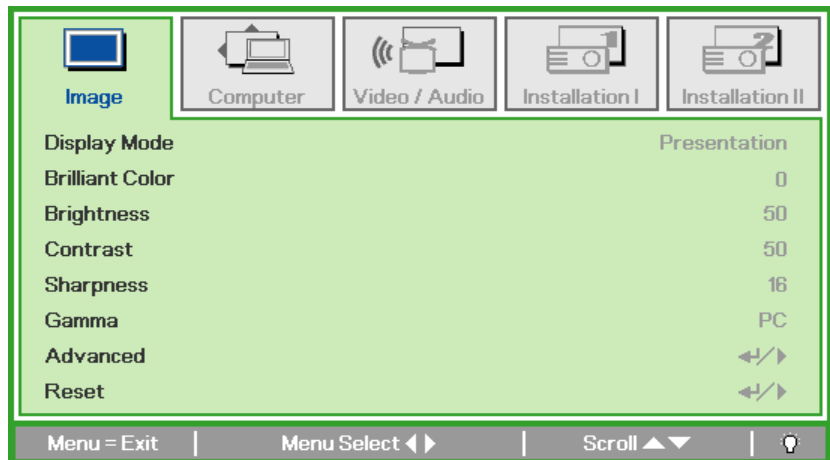 Image Computer Video / Audio Installation I Installation II
Display Mode Presentation
Brilliant Color 0
Brightness 50
Contrast 50
Sharpness 16
Gamma PC
Advanced ↵/▶
Reset ↵/▶
Menu = Exit | Menu Select ◀▶ | Scroll ▲▼ |